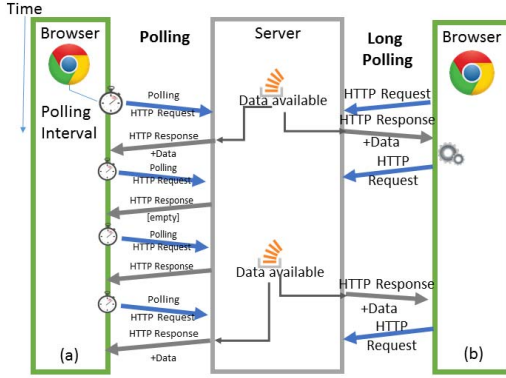 Time
Browser
Polling
Server
Long
Polling
Browser
Polling
Interval
Polling
HTTP Request
Data available
HTTP Request
HTTP Response
+Data
HTTP Response
+Data
Polling
HTTP Request
HTTP
Request
HTTP Response
[empty]
Polling
HTTP Request
HTTP Response
Data available
HTTP Response
+Data
Polling
HTTP Request
HTTP Response
+Data
HTTP
Request
(a)
(b)